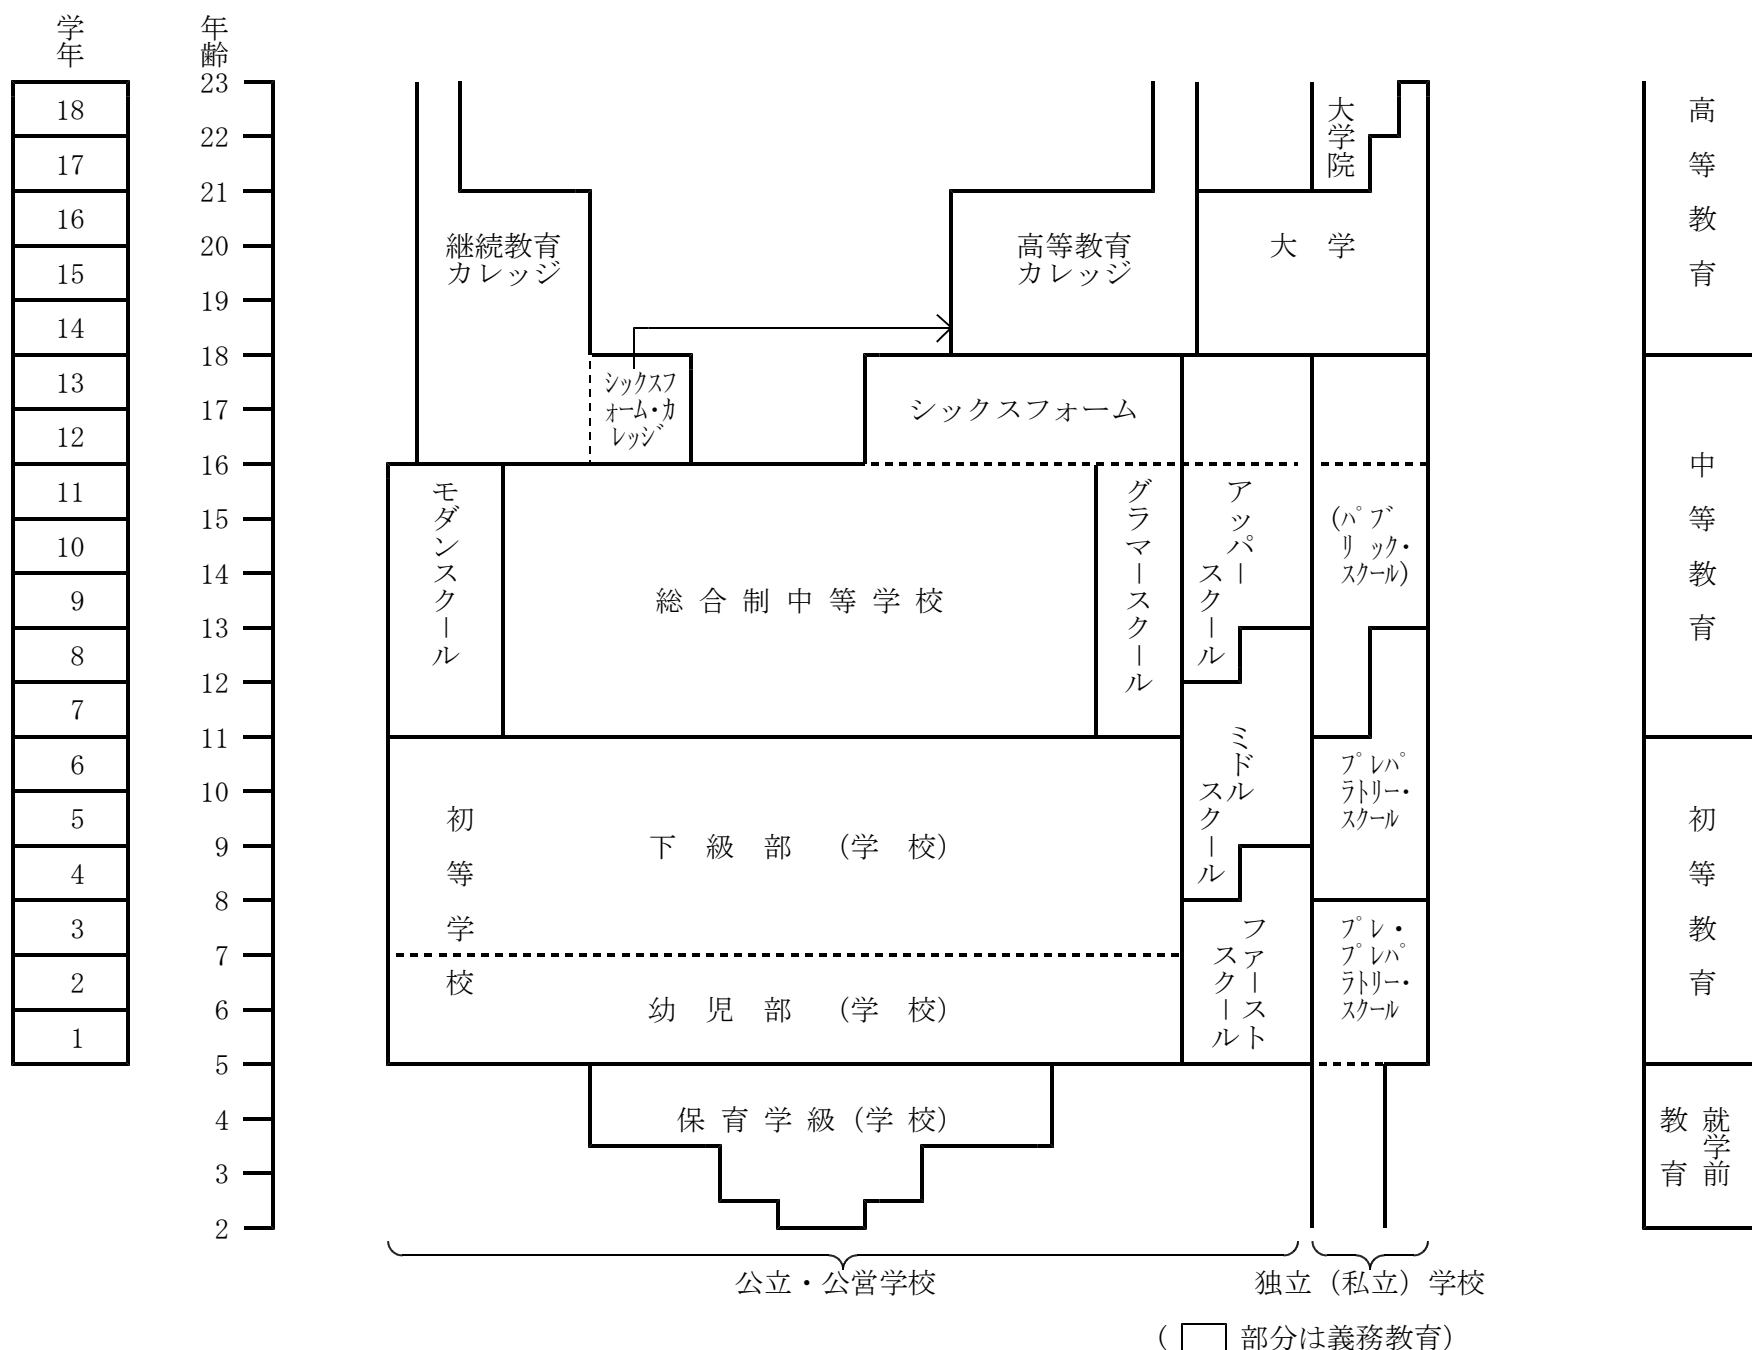 学年
年齢
18
17
16
15
14
13
12
11
10
9
8
7
6
5
4
3
2
1
23
22
21
20
19
18
17
16
15
14
13
12
11
10
9
8
7
6
5
4
3
2
大学院
継続教育
カレッジ
高等教育
カレッジ
大 学
シックスフ
ォーム・カ
レッジ
シックスフォーム
モダンスクール
総合制中等学校
グラマースクール
アッパー
スクール
(パブ
リック・
スクール)
ミドル
スクール
プレパ
ラトリー・
スクール
初等学校
下級部 (学 校)
幼児部 (学 校)
ファースト
スクール
プレ・
プレパ
ラトリー・
スクール
保育学級(学校)
公立・公営学校
独立(私立)学校
( 部分は義務教育)
高等教育
中等教育
初等教育
就学前
教育